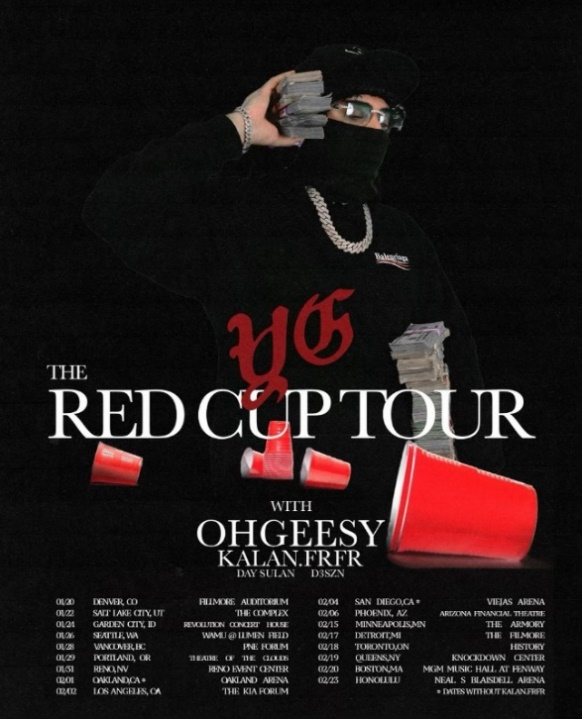 Balenciaga
YG
THE
RED CUP TOUR
WITH
OHGEESY
KALAN.FRFR
DAY SULAN D3SZN
01/20 DENVER, CO FILLMORE AUDITORIUM
01/22 SALT LAKE CITY, UT THE COMPLEX
01/24 GARDEN CITY, ID REVOLUTION CONCERT HOUSE
01/26 SEATTLE, WA WAMU @ LUMEN FIELD
01/28 VANCOUVER, BC PNE FORUM
01/29 PORTLAND, OR THEATRE OF THE CLOUDS
01/31 RENO, NV RENO EVENT CENTER
02/01 OAKLAND, CA * OAKLAND ARENA
02/02 LOS ANGELES, CA THE KIA FORUM
02/04 SAN DIEGO, CA * VIEJAS ARENA
02/06 PHOENIX, AZ ARIZONA FINANCIAL THEATRE
02/15 MINNEAPOLIS, MN THE ARMORY
02/17 DETROIT, MI THE FILMORE
02/18 TORONTO, ON HISTORY
02/19 QUEENS, NY KNOCKDOWN CENTER
02/20 BOSTON, MA MGM MUSIC HALL AT FENWAY
02/23 HONOLULU NEAL S BLAISDELL ARENA
* DATES WITHOUT KALAN.FRFR